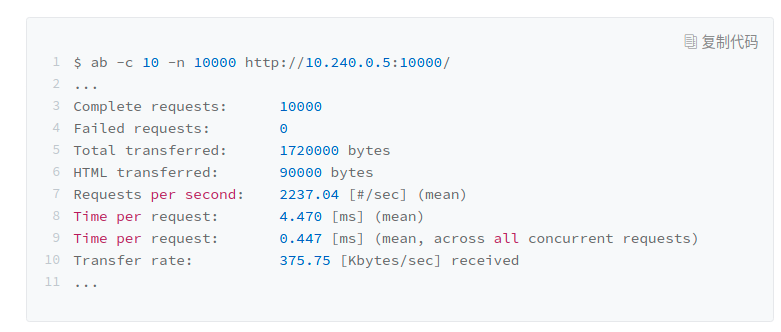 复制代码
1 $ ab -c 10 -n 10000 http://10.240.0.5:10000/
2 ...
3 Complete requests: 10000
4 Failed requests: 0
5 Total transferred: 1720000 bytes
6 HTML transferred: 90000 bytes
7 Requests per second: 2237.04 [#/sec] (mean)
8 Time per request: 4.470 [ms] (mean)
9 Time per request: 0.447 [ms] (mean, across all concurrent requests)
10 Transfer rate: 375.75 [Kbytes/sec] received
11 ...